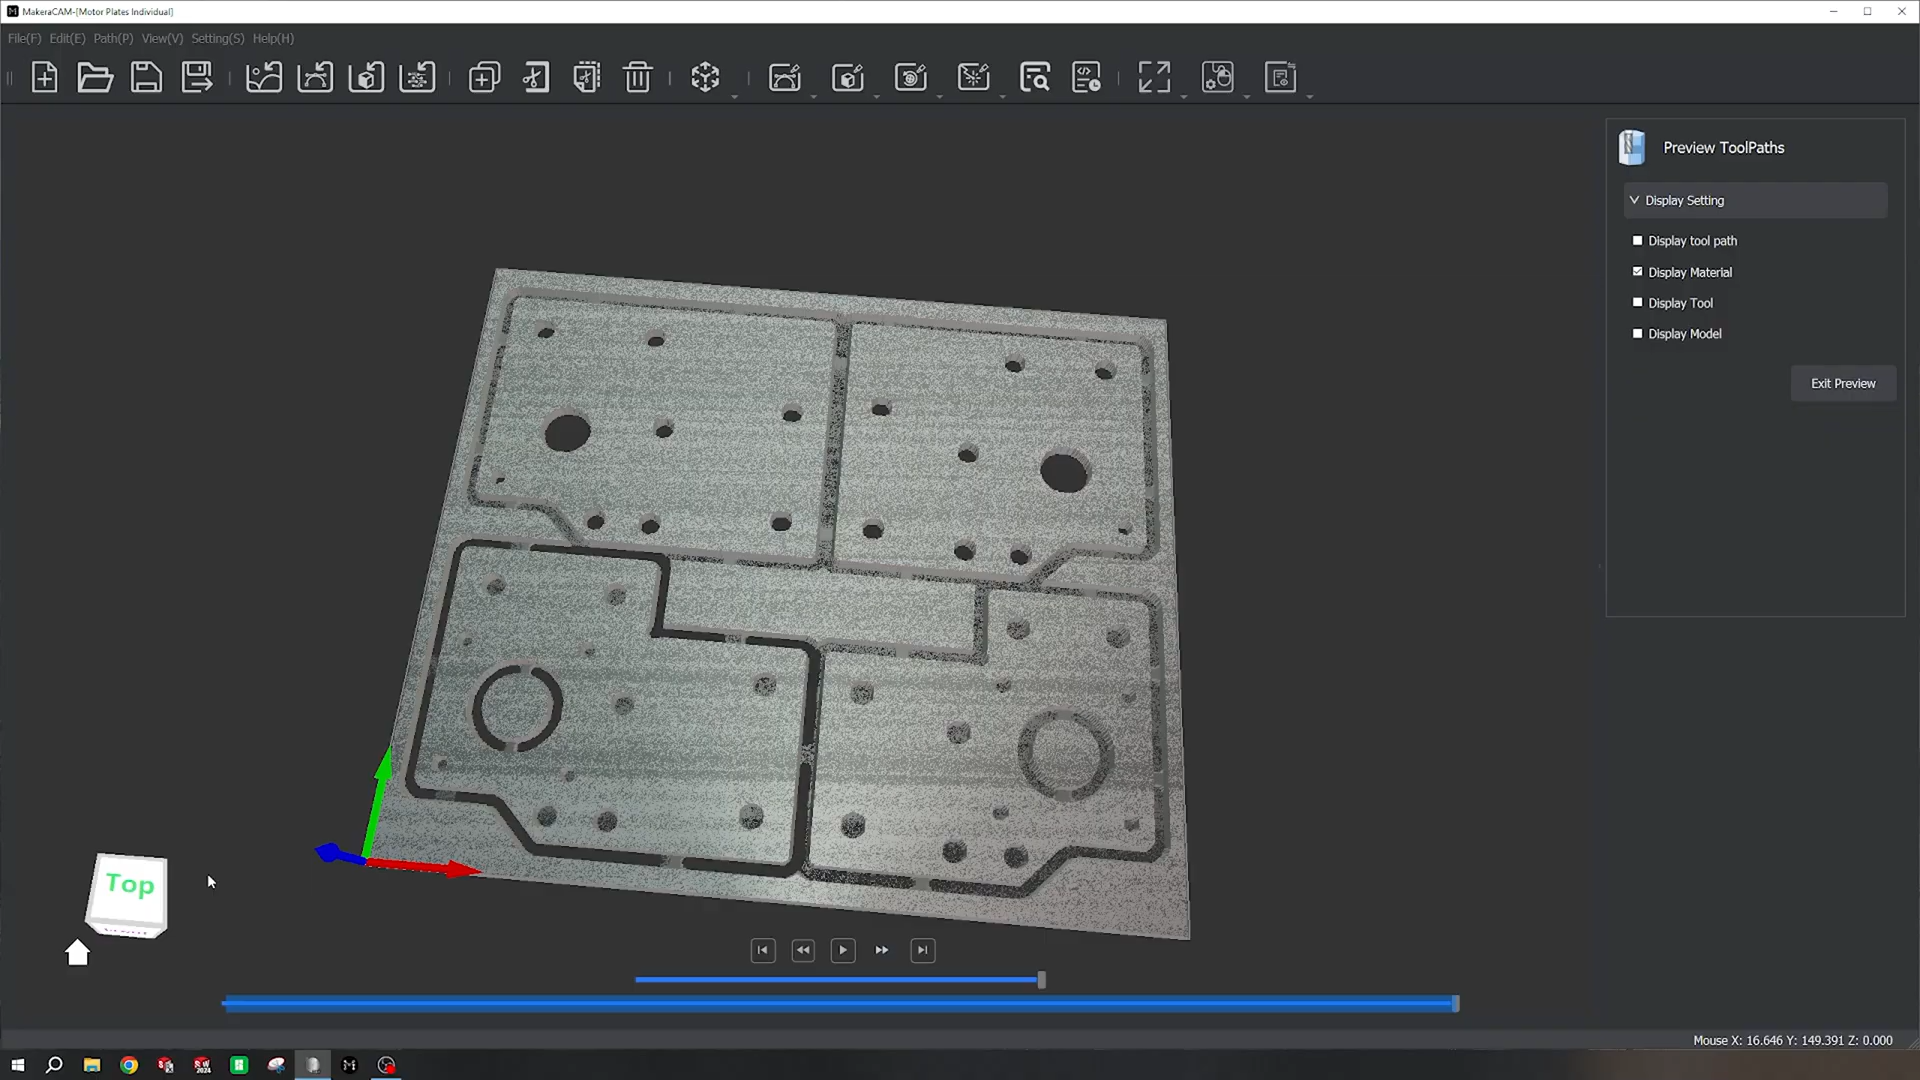 MakeraCAM-[Motor Plates Individual]
File(F) Edit(E) Path(P) View(V) Setting(S) Help(H)
Preview ToolPaths
Display Setting
Display tool path
Display Material
Display Tool
Display Model
Exit Preview
Top
Mouse X: 16.646 Y: 149.391 Z: 0.000